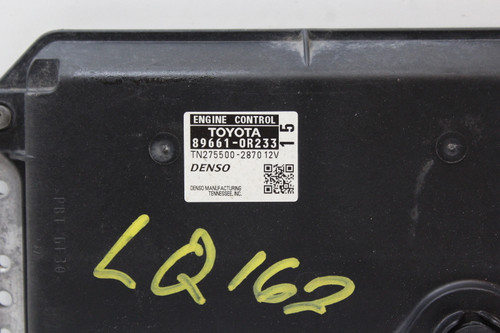 ENGINE CONTROL
TOYOTA
89661-0R233
15
TN275500-2870 12V
DENSO
DENSO MANUFACTURING
TENNESSEE, INC.
LQ162